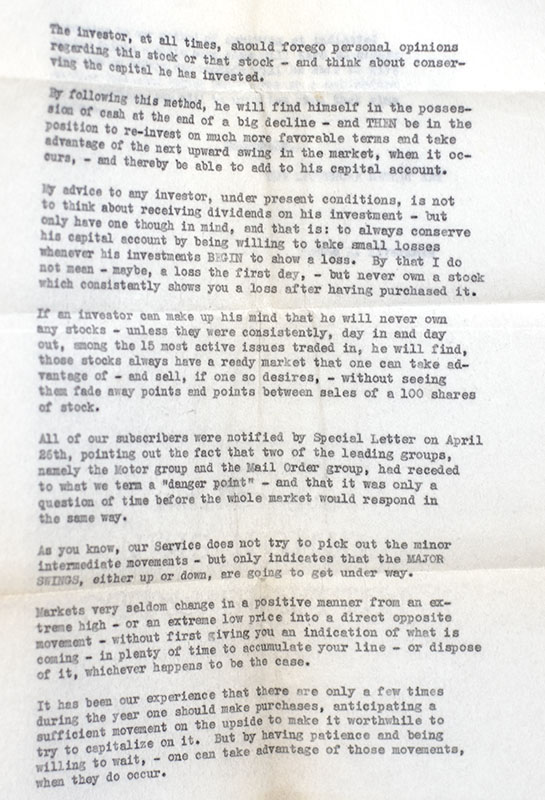 The investor, at all times, should forego personal opinions
regarding this stock or that stock - and think about conser-
ving the capital he has invested.
By following this method, he will find himself in the posses-
sion of cash at the end of a big decline - and THEN be in the
position to re-invest on much more favorable terms and take
advantage of the next upward swing in the market, when it oc-
curs, - and thereby be able to add to his capital account.
My advice to any investor, under present conditions, is not
to think about receiving dividends on his investment - but
only have one though in mind, and that is: to always conserve
his capital account by being willing to take small losses
whenever his investments BEGIN to show a loss. By that I do
not mean - maybe, a loss the first day, - but never own a stock
which consistently shows you a loss after having purchased it.
If an investor can make up his mind that he will never own
any stocks - unless they were consistently, day in and day
out, among the 15 most active issues traded in, he will find,
those stocks always have a ready market that one can take ad-
vantage of - and sell, if one so desires, - without seeing
them fade away points and points between sales of a 100 shares
of stock.
All of our subscribers were notified by Special Letter on April
26th, pointing out the fact that two of the leading groups,
namely the Motor group and the Mail Order group, had receded
to what we term a "danger point" - and that it was only a
question of time before the whole market would respond in
the same way.
As you know, our Service does not try to pick out the minor
intermediate movements - but only indicates that the MAJOR
SWINGS, either up or down, are going to get under way.
Markets very seldom change in a positive manner from an ex-
treme high - or an extreme low price into a direct opposite
movement - without first giving you an indication of what is
coming - in plenty of time to accumulate your line - or dispose
of it, whichever happens to be the case.
It has been our experience that there are only a few times
during the year one should make purchases, anticipating a
sufficient movement on the upside to make it worthwhile to
try to capitalize on it. But by having patience and being
willing to wait, - one can take advantage of those movements,
when they do occur.